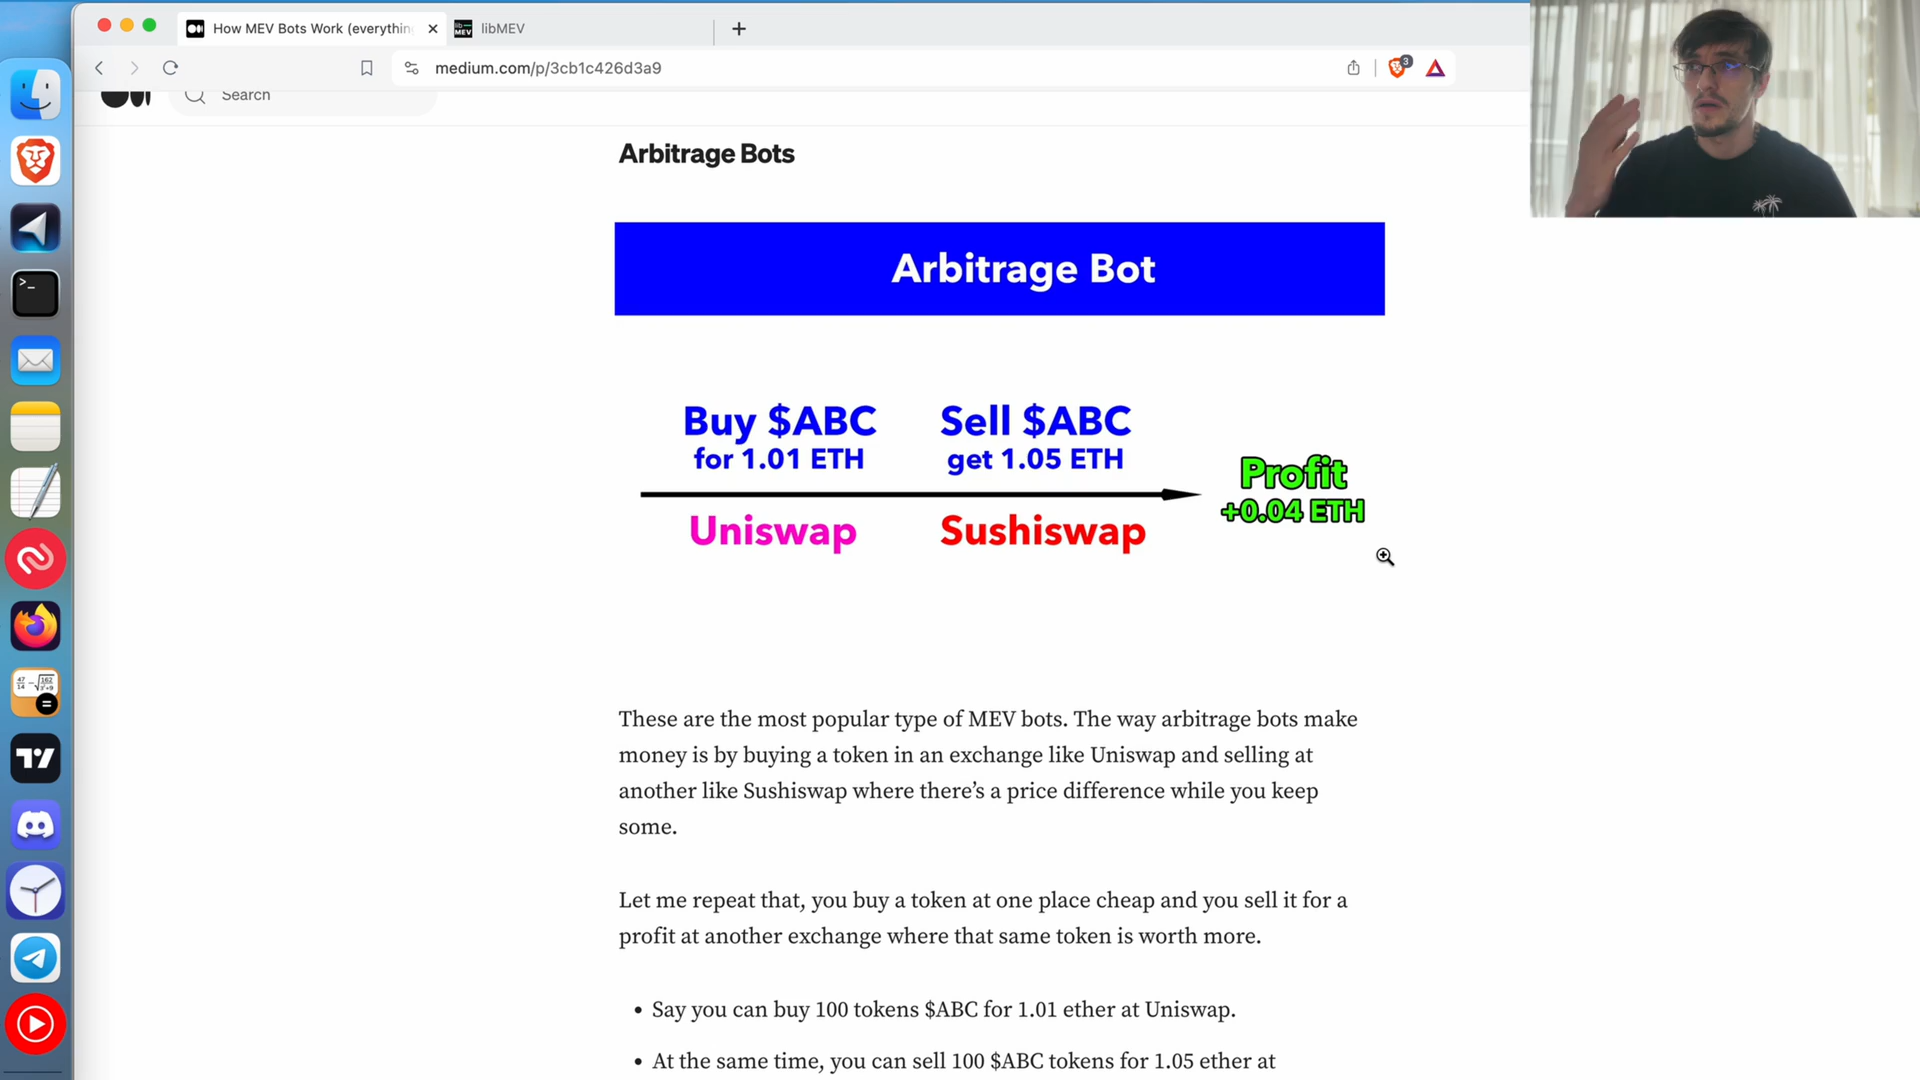 How MEV Bots Work (everythin
libMEV
medium.com/p/3cb1c426d3a9
3
Search
Arbitrage Bots
Arbitrage Bot
Buy $ABC
for 1.01 ETH
Sell $ABC
get 1.05 ETH
Profit
+0.04 ETH
Uniswap
Sushiswap
These are the most popular type of MEV bots. The way arbitrage bots make
money is by buying a token in an exchange like Uniswap and selling at
another like Sushiswap where there’s a price difference while you keep
some.
Let me repeat that, you buy a token at one place cheap and you sell it for a
profit at another exchange where that same token is worth more.
• Say you can buy 100 tokens $ABC for 1.01 ether at Uniswap.
• At the same time, you can sell 100 $ABC tokens for 1.05 ether at